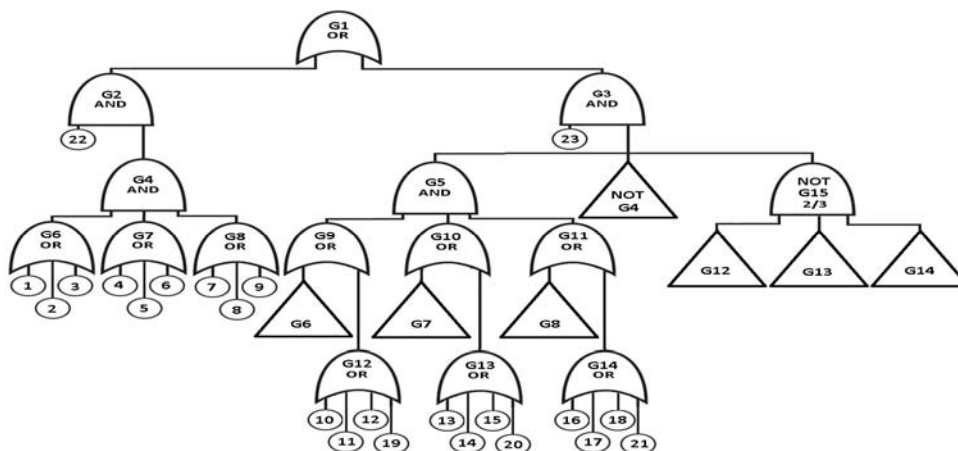 G1
OR
G2
AND
G3
AND
22
23
G4
AND
G5
AND
NOT
G4
NOT
G15
2/3
G6
OR
G7
OR
G8
OR
G9
OR
G10
OR
G11
OR
G12
G13
G14
1
2
3
4
5
6
7
8
9
G6
G7
G8
G12
OR
G13
OR
G14
OR
10
11
12
19
13
14
15
20
16
17
18
21